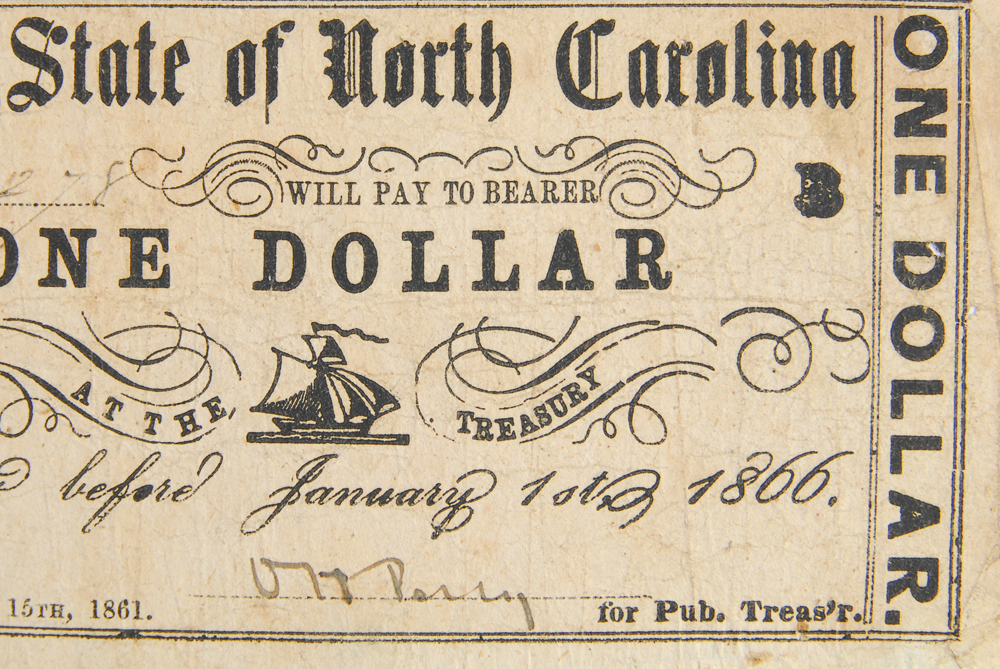 State of North Carolina
278
WILL PAY TO BEARER
B
ONE DOLLAR
AT THE, TREASURY
before January 1st, 1866.
15TH, 1861.
for Pub. Treas'r.
ONE DOLLAR.